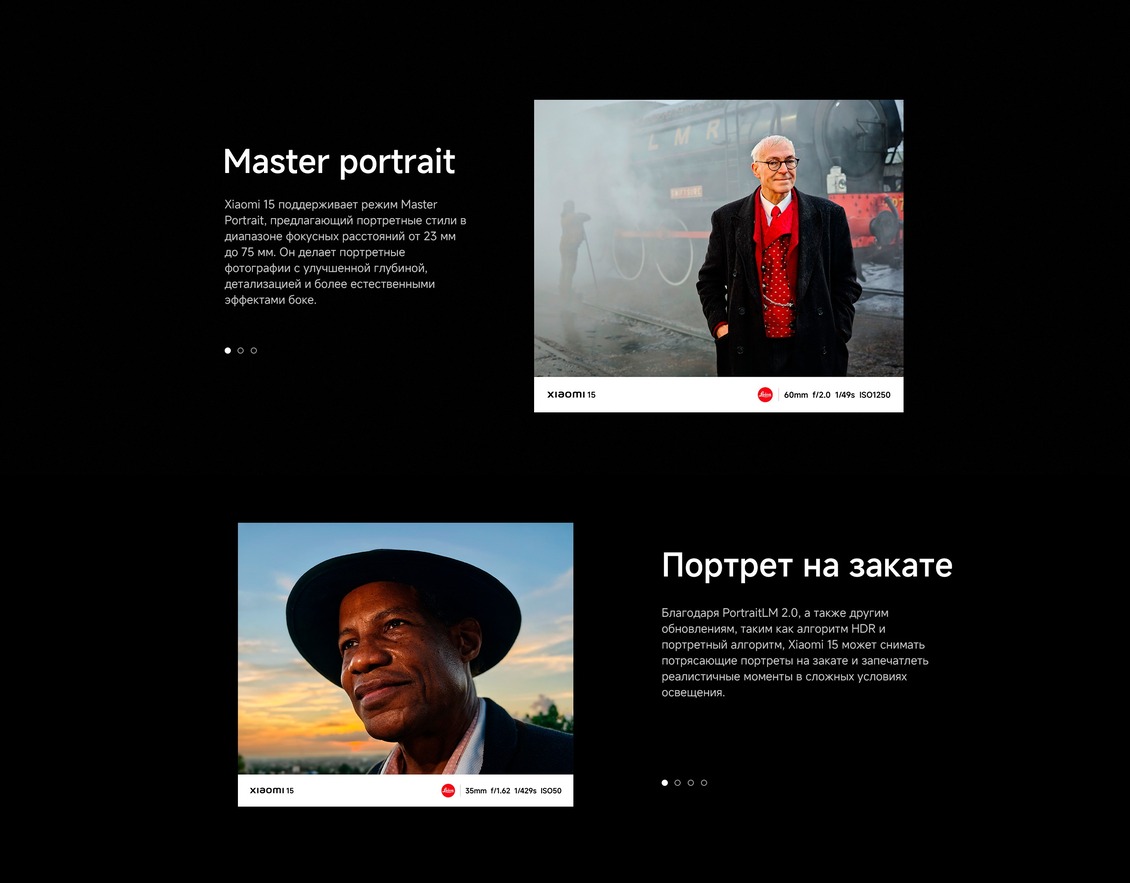 Master portrait
Xiaomi 15 поддерживает режим Master
Portrait, предлагающий портретные стили в
диапазоне фокусных расстояний от 23 мм
до 75 мм. Он делает портретные
фотографии с улучшенной глубиной,
детализацией и более естественными
эффектами боке.
L M R
xiaomi 15
Leica
60mm f/2.0 1/49s ISO1250
Портрет на закате
Благодаря PortraitLM 2.0, а также другим
обновлениям, таким как алгоритм HDR и
портретный алгоритм, Xiaomi 15 может снимать
потрясающие портреты на закате и запечатлеть
реалистичные моменты в сложных условиях
освещения.
xiaomi 15
Leica
35mm f/1.62 1/429s ISO50